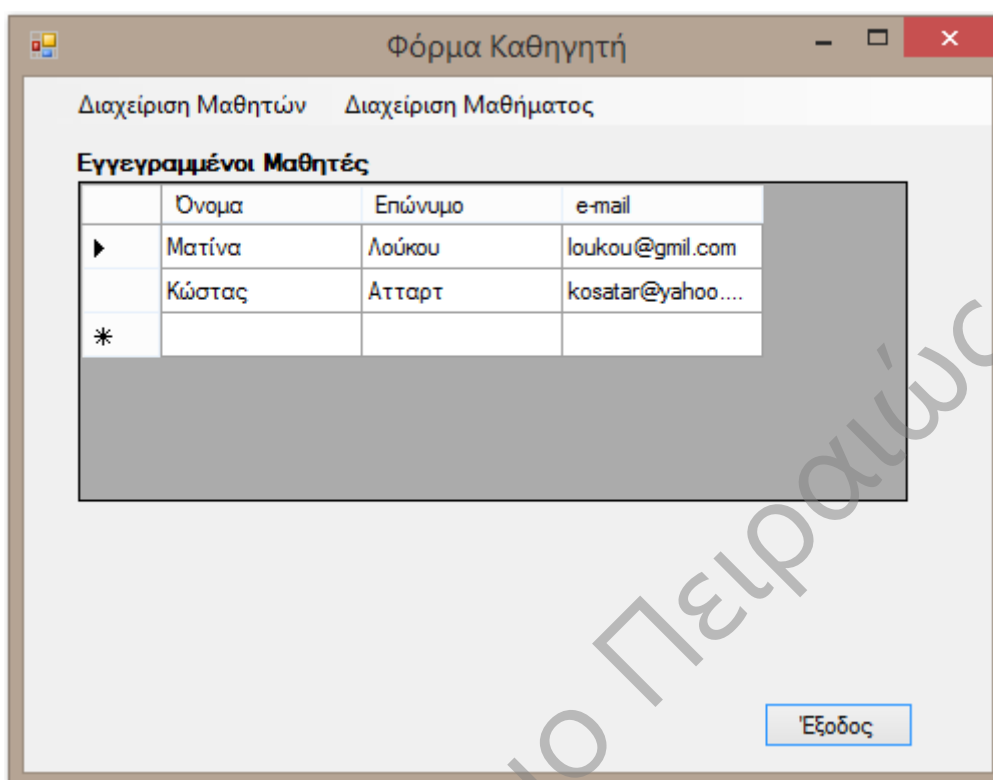 Φόρμα Καθηγητή
Διαχείριση Μαθητών Διαχείριση Μαθήματος
Εγγεγραμμένοι Μαθητές
Όνομα Επώνυμο e-mail
Ματίνα Λούκου loukou@gmil.com
Κώστας Ατταρτ kosatar@yahoo....
Έξοδος
ο Πειραιώς